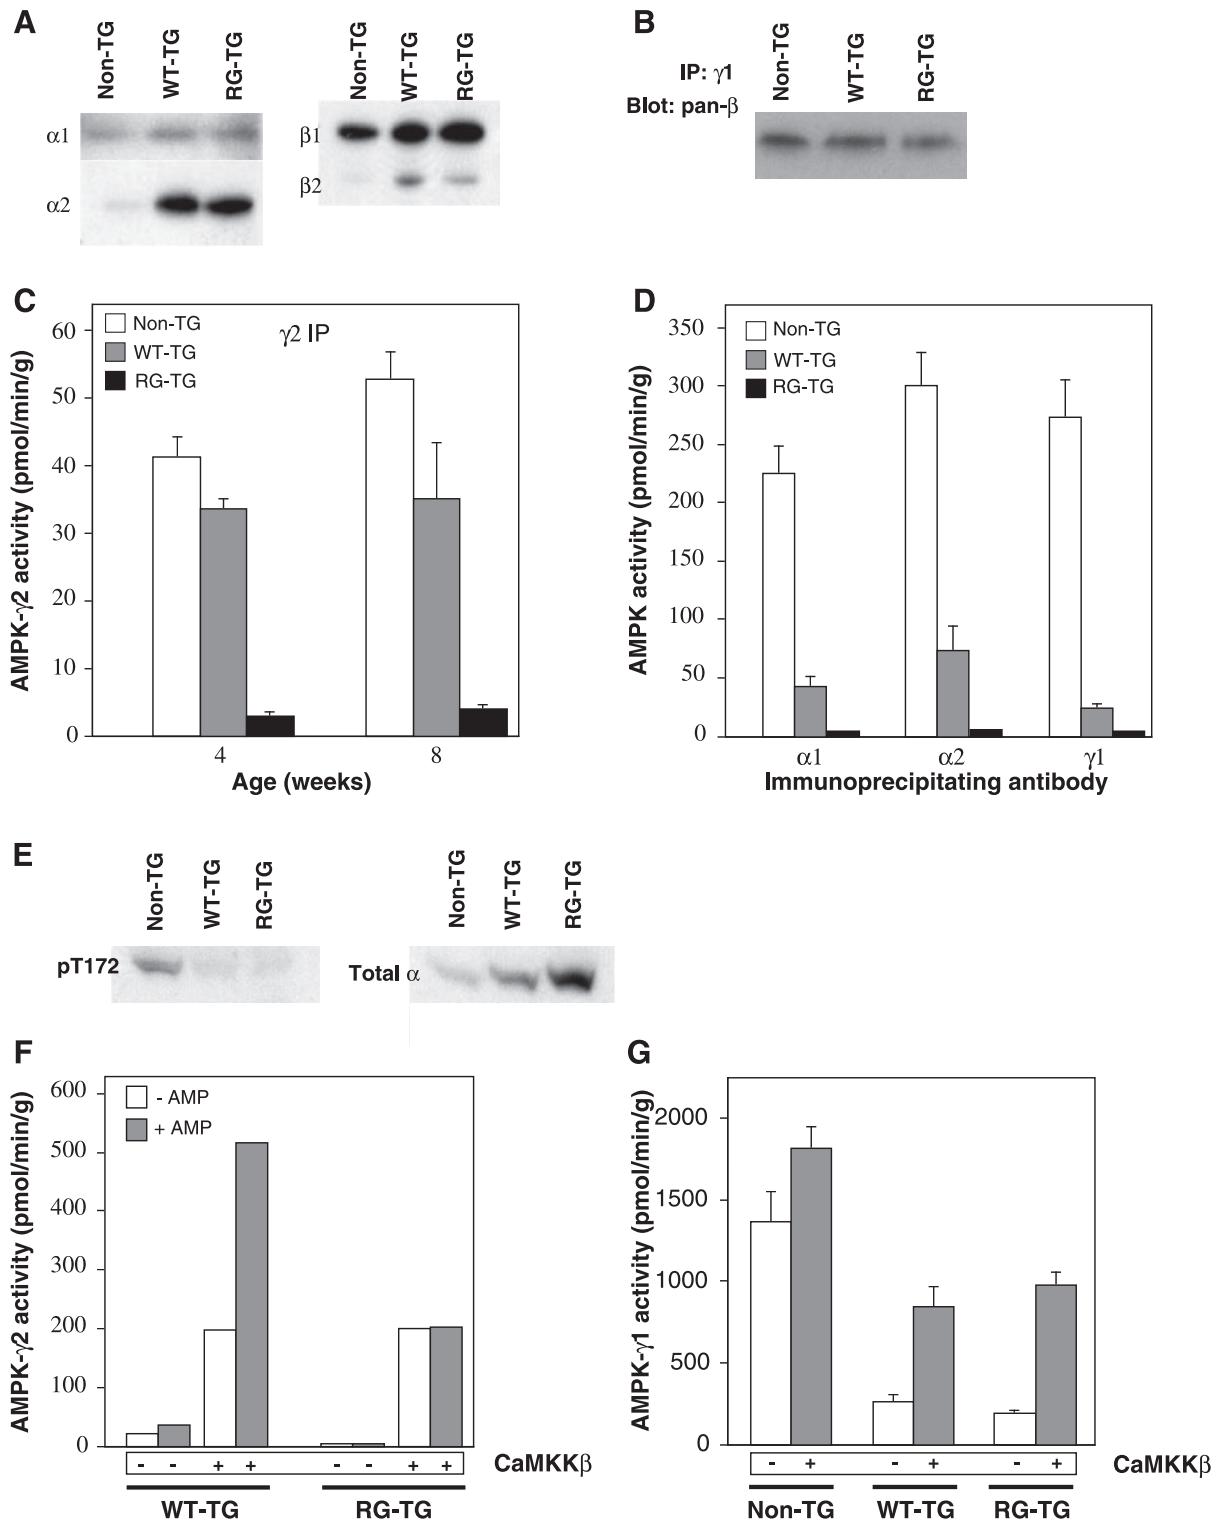 A
Non-TG
WT-TG
RG-TG
α1
α2
Non-TG
WT-TG
RG-TG
β1
β2
B
Non-TG
WT-TG
RG-TG
IP: γ1
Blot: pan-β
C
AMPK-γ2 activity (pmol/min/g)
γ2 IP
Non-TG
WT-TG
RG-TG
60
50
40
30
20
10
0
4 8
Age (weeks)
D
AMPK activity (pmol/min/g)
Non-TG
WT-TG
RG-TG
350
300
250
200
150
100
50
0
α1 α2 γ1
Immunoprecipitating antibody
E
Non-TG
WT-TG
RG-TG
pT172
Non-TG
WT-TG
RG-TG
Total α
F
AMPK-γ2 activity (pmol/min/g)
- AMP
+ AMP
600
500
400
300
200
100
0
- - + + - - + + CaMKKβ
WT-TG RG-TG
G
AMPK-γ1 activity (pmol/min/g)
2000
1500
1000
500
0
- + - + - + CaMKKβ
Non-TG WT-TG RG-TG